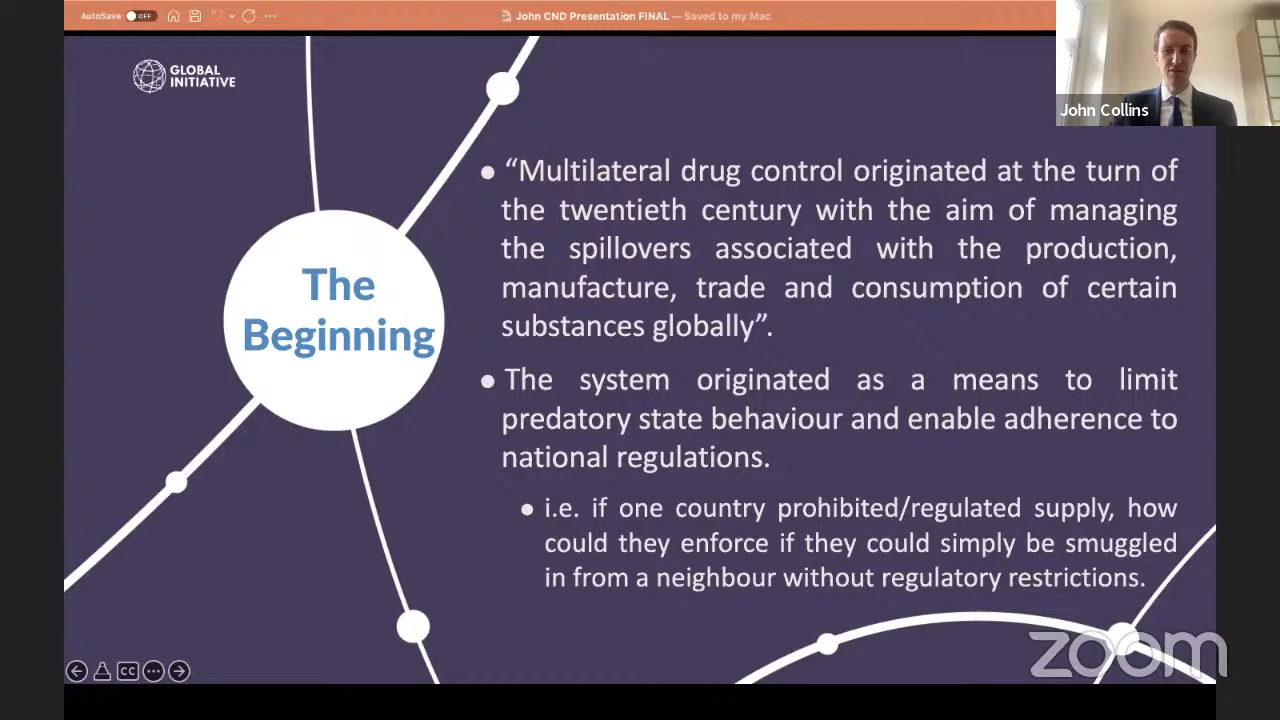 AutoSave OFF
John CND Presentation FINAL — Saved to my Mac
John Collins
GLOBAL
INITIATIVE
The
Beginning
• “Multilateral drug control originated at the turn of
the twentieth century with the aim of managing
the spillovers associated with the production,
manufacture, trade and consumption of certain
substances globally”.
• The system originated as a means to limit
predatory state behaviour and enable adherence to
national regulations.
• i.e. if one country prohibited/regulated supply, how
could they enforce if they could simply be smuggled
in from a neighbour without regulatory restrictions.
CC
zoom